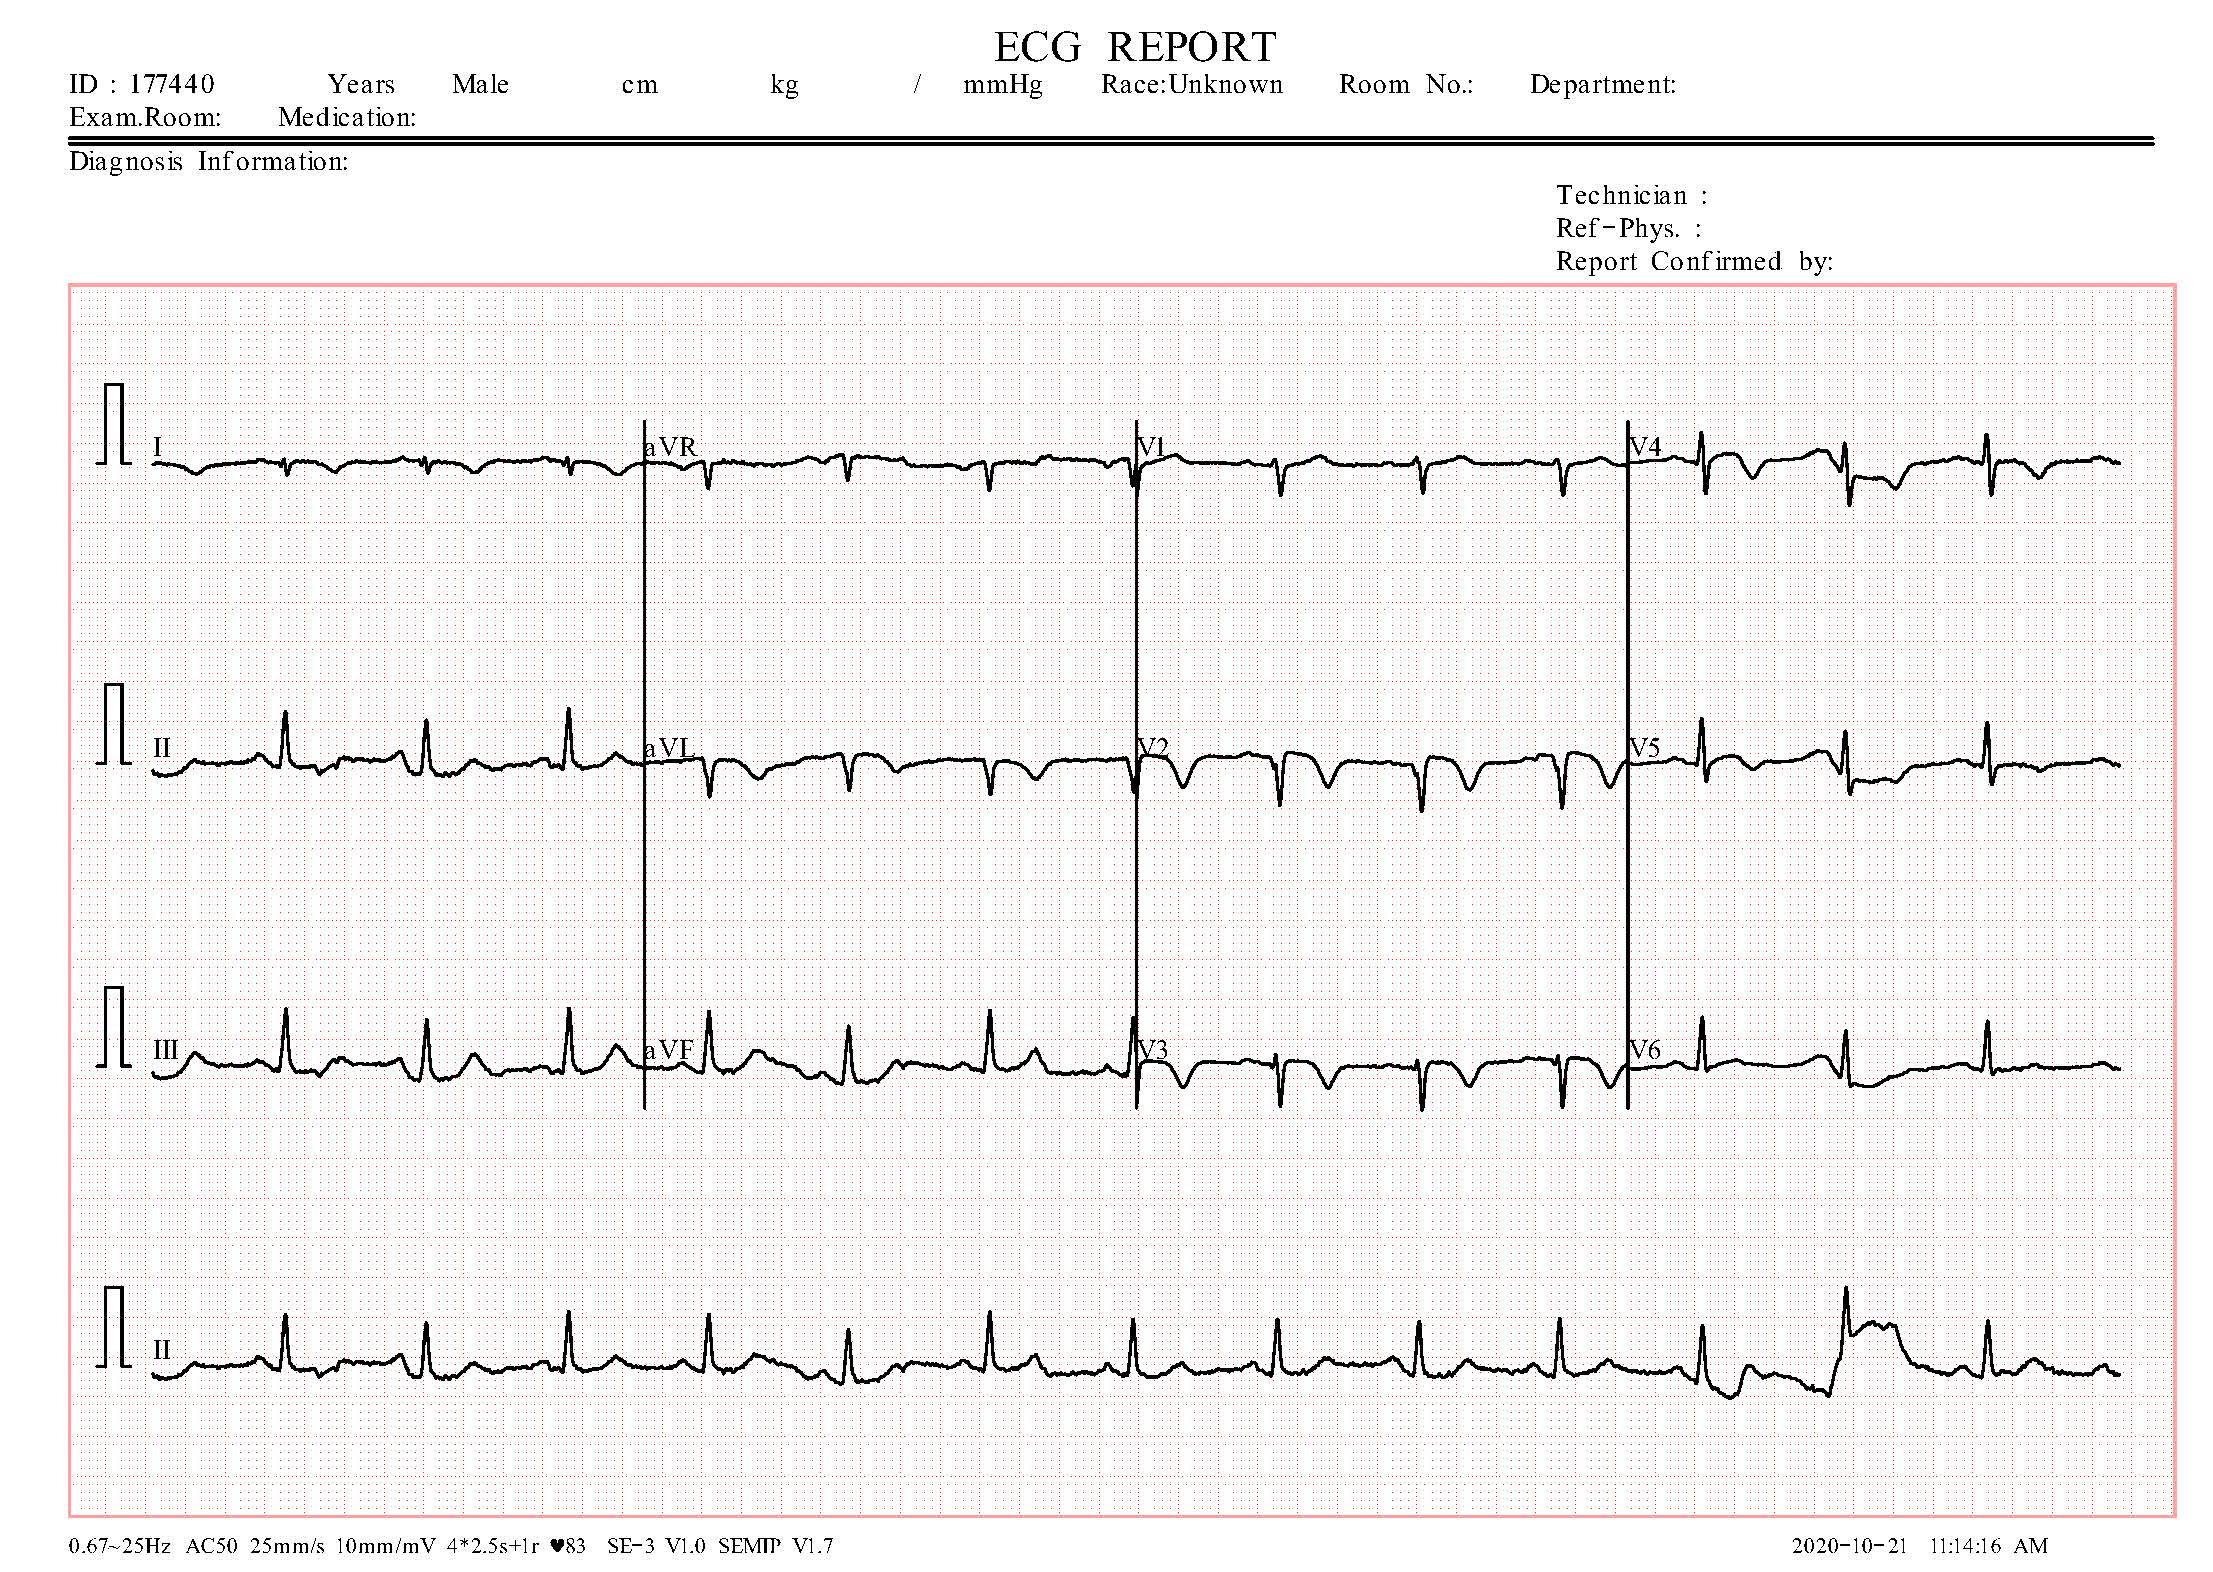 ECG REPORT
ID : 177440 Years Male cm kg / mmHg Race:Unknown Room No.: Department:
Exam.Room: Medication:
Diagnosis Information:
Technician :
Ref-Phys. :
Report Confirmed by:
I aVR V1 V4
II aVL V2 V5
III aVF V3 V6
II
0.67~25Hz AC50 25mm/s 10mm/mV 4*2.5s+1r ♥83 SE-3 V1.0 SEMIP V1.7 2020-10-21 11:14:16 AM